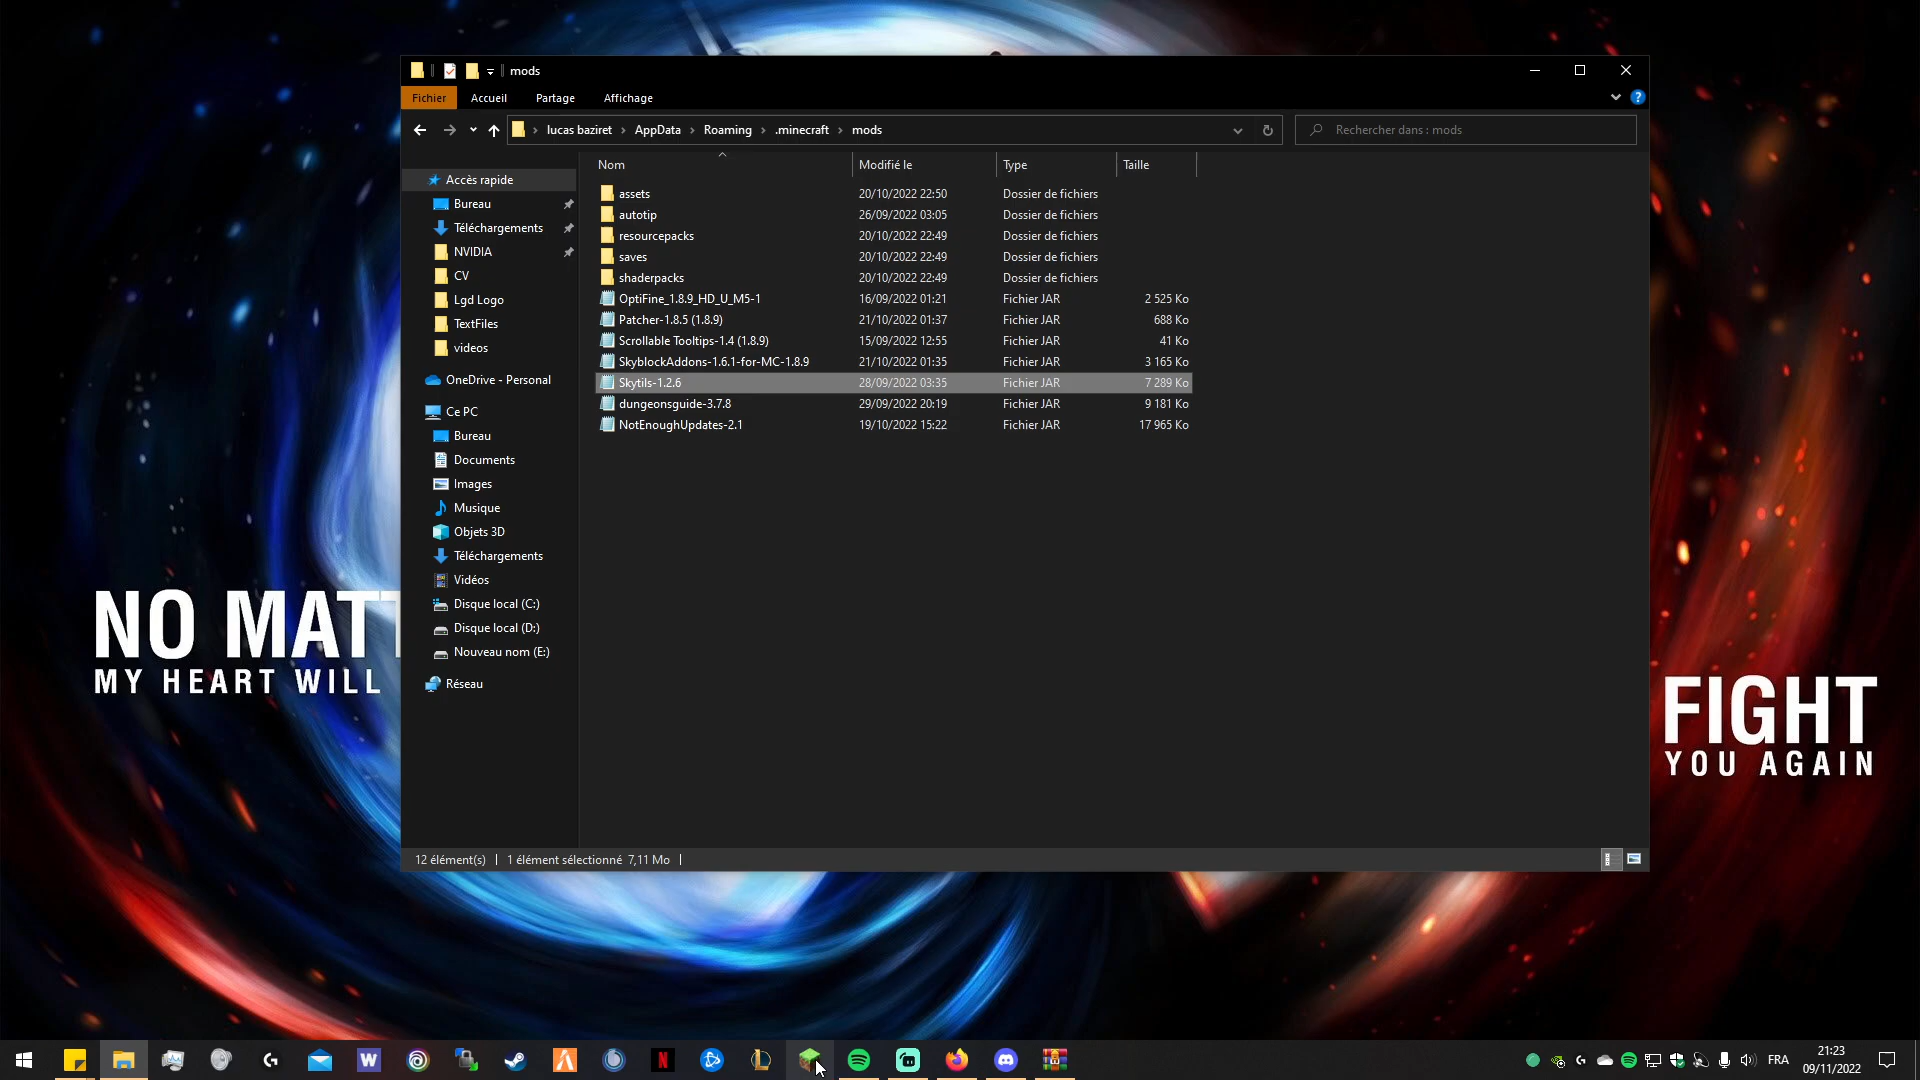 mods
Fichier Accueil Partage Affichage
lucas baziret AppData Roaming .minecraft mods
Rechercher dans : mods
Nom Modifié le Type Taille
Accès rapide
Bureau
Téléchargements
NVIDIA
CV
Lgd Logo
TextFiles
videos
OneDrive - Personal
Ce PC
Bureau
Documents
Images
Musique
Objets 3D
Téléchargements
Vidéos
Disque local (C:)
Disque local (D:)
Nouveau nom (E:)
Réseau
assets 20/10/2022 22:50 Dossier de fichiers
autotip 26/09/2022 03:05 Dossier de fichiers
resourcepacks 20/10/2022 22:49 Dossier de fichiers
saves 20/10/2022 22:49 Dossier de fichiers
shaderpacks 20/10/2022 22:49 Dossier de fichiers
OptiFine_1.8.9_HD_U_M5-1 16/09/2022 01:21 Fichier JAR 2 525 Ko
Patcher-1.8.5 (1.8.9) 21/10/2022 01:37 Fichier JAR 688 Ko
Scrollable Tooltips-1.4 (1.8.9) 15/09/2022 12:55 Fichier JAR 41 Ko
SkyblockAddons-1.6.1-for-MC-1.8.9 21/10/2022 01:35 Fichier JAR 3 165 Ko
Skytils-1.2.6 28/09/2022 03:35 Fichier JAR 7 289 Ko
dungeonsguide-3.7.8 29/09/2022 20:19 Fichier JAR 9 181 Ko
NotEnoughUpdates-2.1 19/10/2022 15:22 Fichier JAR 17 965 Ko
12 élément(s) 1 élément sélectionné 7,11 Mo
NO MATT
MY HEART WILL
FIGHT
YOU AGAIN
FRA
21:23
09/11/2022